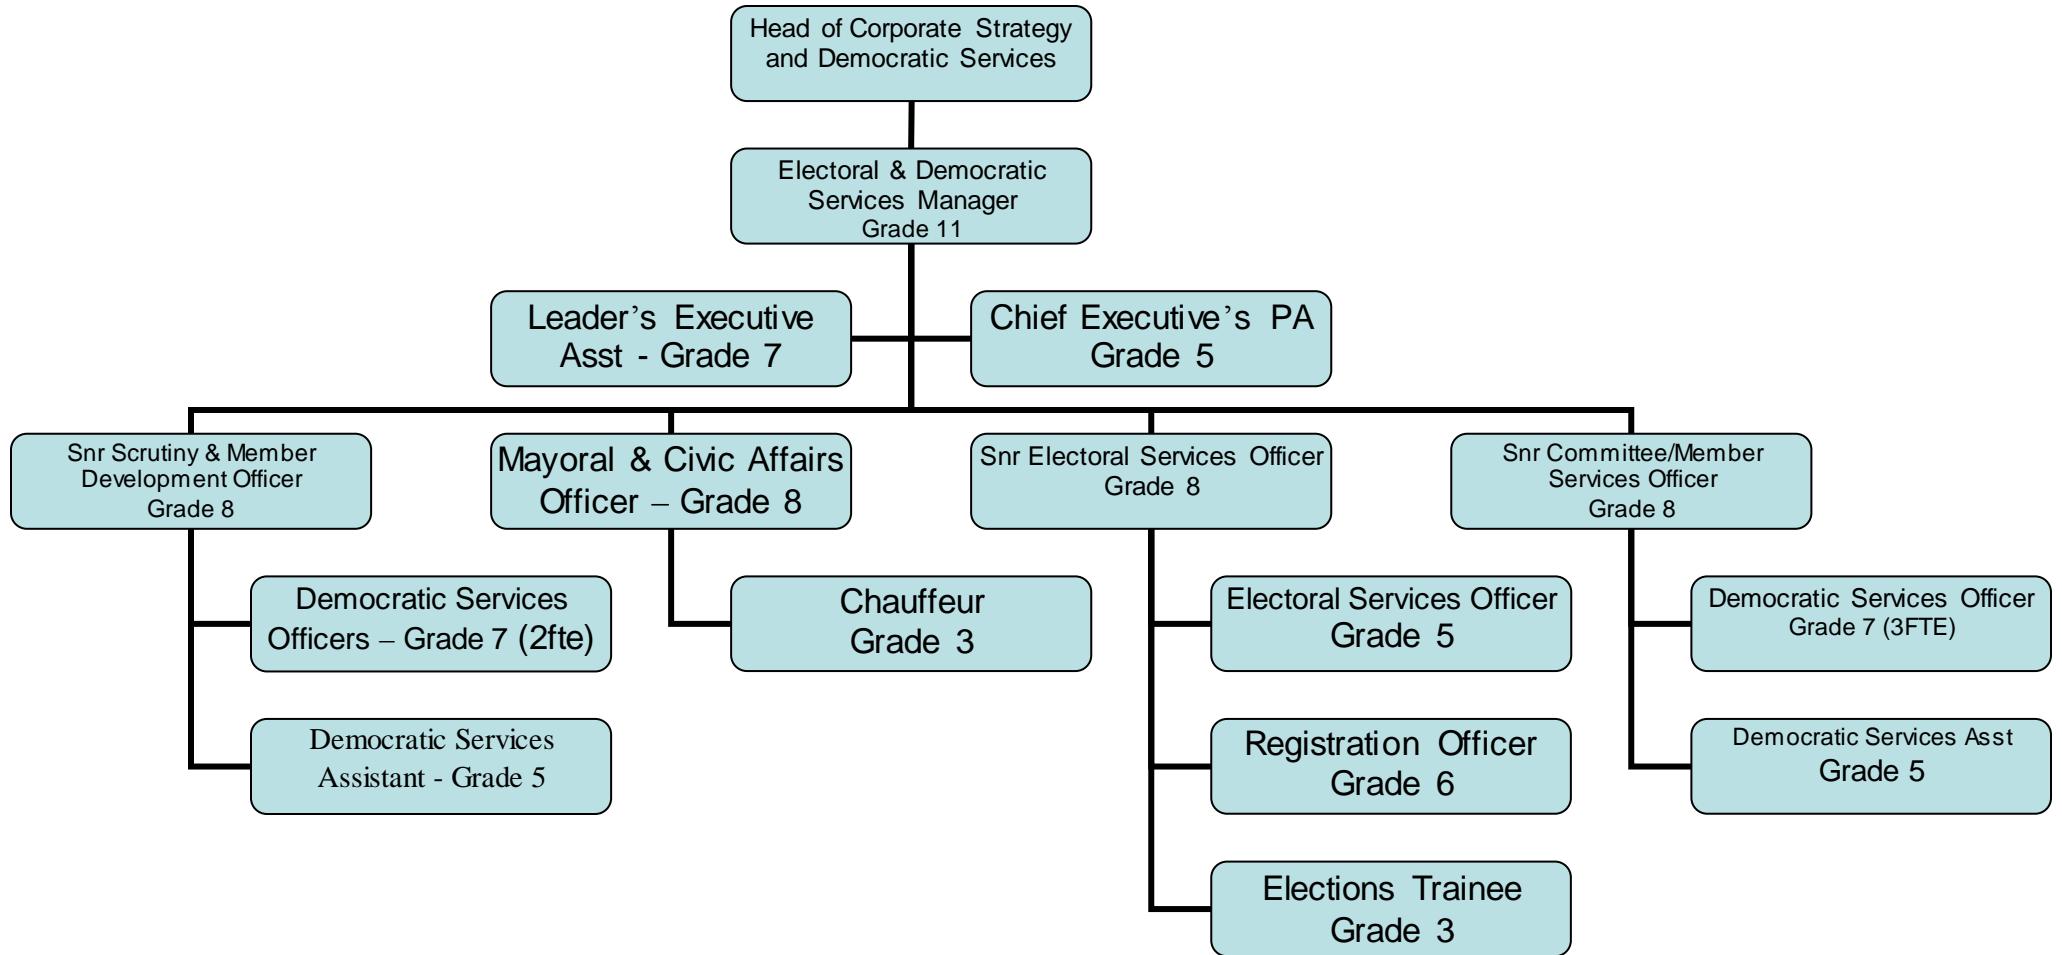 Head of Corporate Strategy
and Democratic Services
Electoral & Democratic
Services Manager
Grade 11
Leader’s Executive
Asst - Grade 7
Chief Executive’s PA
Grade 5
Snr Scrutiny & Member
Development Officer
Grade 8
Mayoral & Civic Affairs
Officer – Grade 8
Snr Electoral Services Officer
Grade 8
Snr Committee/Member
Services Officer
Grade 8
Democratic Services
Officers – Grade 7 (2fte)
Chauffeur
Grade 3
Electoral Services Officer
Grade 5
Democratic Services Officer
Grade 7 (3FTE)
Democratic Services
Assistant - Grade 5
Registration Officer
Grade 6
Democratic Services Asst
Grade 5
Elections Trainee
Grade 3